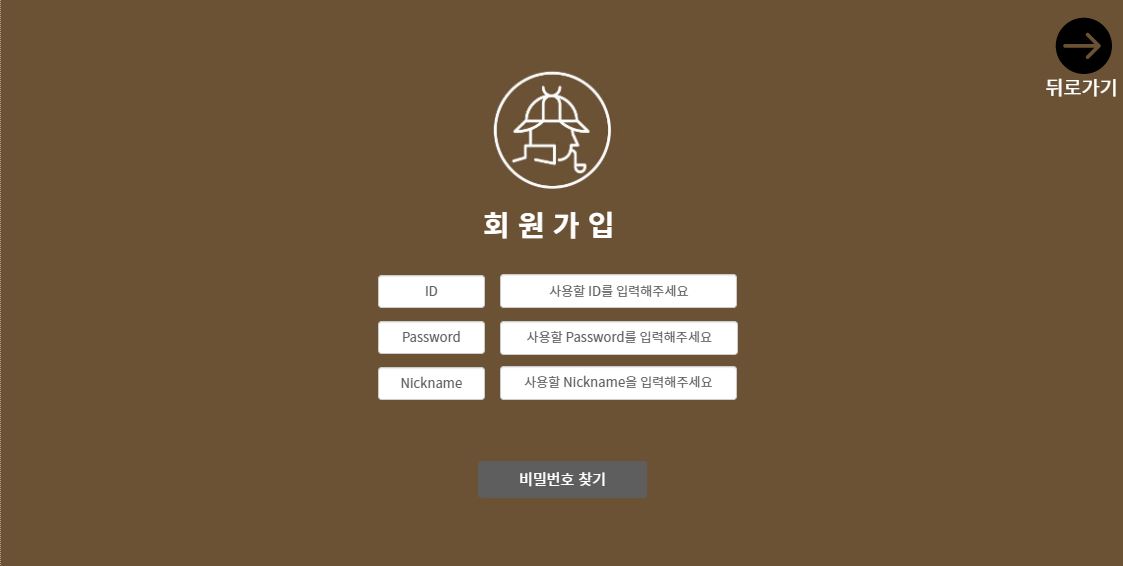 뒤로가기
회원가입
ID
사용할 ID를 입력해주세요
Password
사용할 Password를 입력해주세요
Nickname
사용할 Nickname을 입력해주세요
비밀번호 찾기